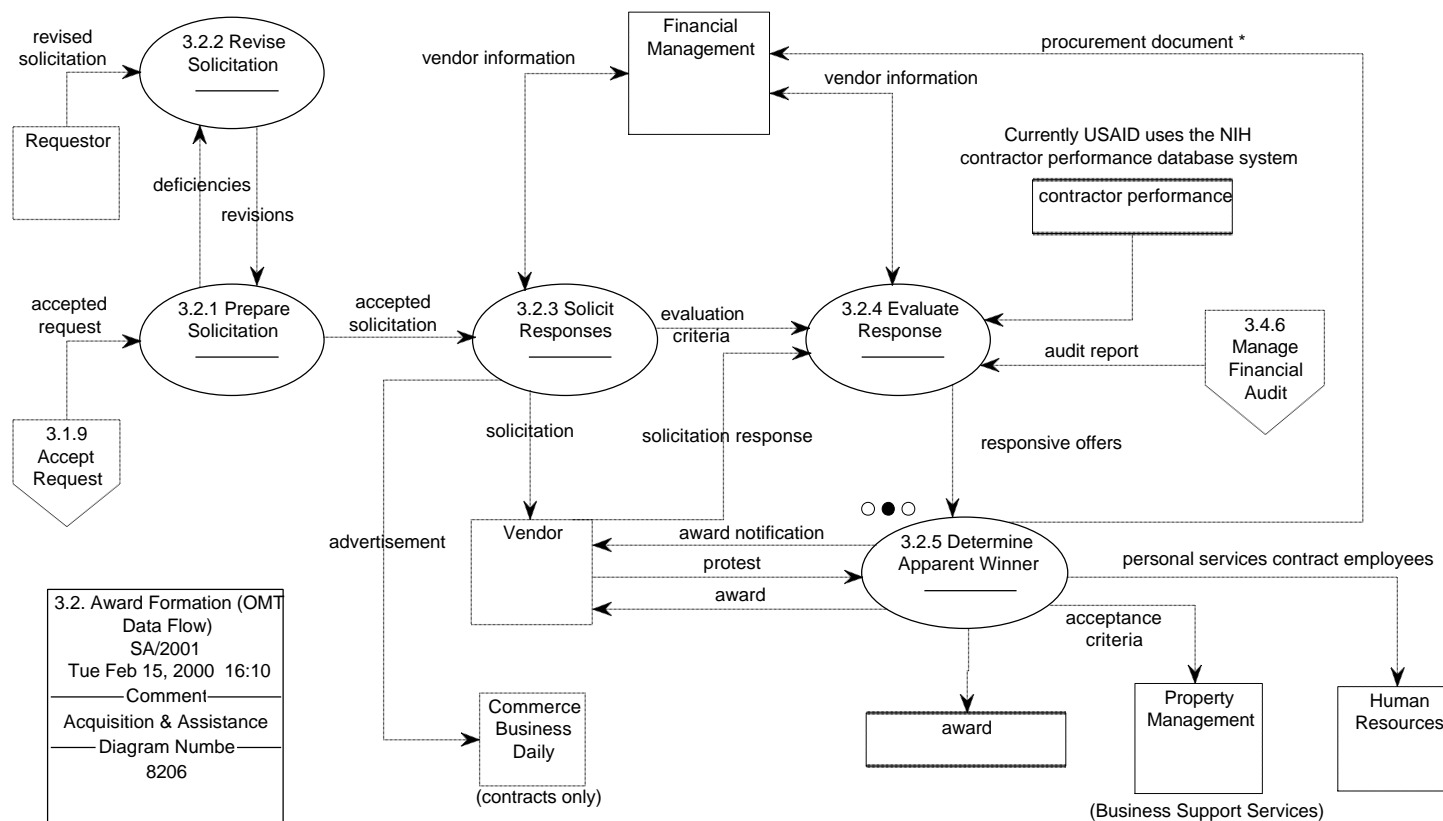 revised
solicitation
3.2.2 Revise
Solicitation
Financial
Management
procurement document *
vendor information
vendor information
Requestor
Currently USAID uses the NIH
contractor performance database system
contractor performance
deficiencies
revisions
accepted
request
3.2.1 Prepare
Solicitation
accepted
solicitation
3.2.3 Solicit
Responses
evaluation
criteria
3.2.4 Evaluate
Response
audit report
3.4.6
Manage
Financial
Audit
3.1.9
Accept
Request
solicitation
solicitation response
responsive offers
advertisement
Vendor
award notification
protest
award
3.2.5 Determine
Apparent Winner
personal services contract employees
acceptance
criteria
3.2. Award Formation (OMT
Data Flow)
SA/2001
Tue Feb 15, 2000 16:10
Comment
Acquisition & Assistance
Diagram Numbe
8206
Commerce
Business
Daily
(contracts only)
award
Property
Management
(Business Support Services)
Human
Resources